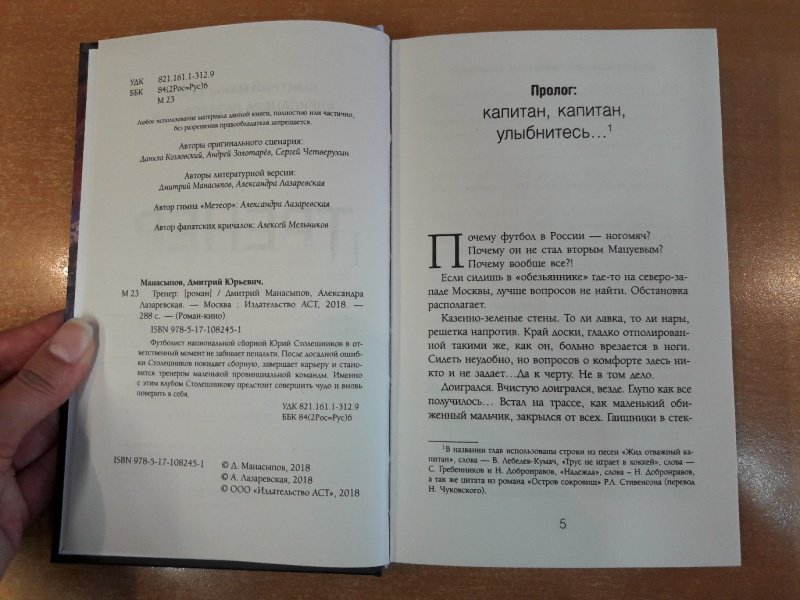 УДК 821.161.1-312.9
ББК 84(2Рос=Рус)6
М 23
Любое использование материала данной книги, полностью или частично,
без разрешения правообладателя запрещается.
Авторы оригинального сценария:
Данила Козловский, Андрей Золотарёв, Сергей Четверухин
Авторы литературной версии:
Дмитрий Манасыпов, Александра Лазаревская
Автор гимна «Метеор»: Александра Лазаревская
Автор фанатских кричалок: Алексей Мельников
Манасыпов, Дмитрий Юрьевич.
М 23 Тренер: [роман] / Дмитрий Манасыпов, Александра
Лазаревская. — Москва : Издательство АСТ, 2018. —
288 с. — (Роман-кино)
ISBN 978-5-17-108245-1
Футболист национальной сборной Юрий Столешников в от-
ветственный момент не забивает пенальти. После досадной ошиб-
ки Столешников покидает сборную, завершает карьеру и стано-
вится тренером маленькой провинциальной команды. Именно
с этим клубом Столешникову предстоит совершить чудо и вновь
поверить в себя.
УДК 821.161.1-312.9
ББК 84(2Рос=Рус)6
ISBN 978-5-17-108245-1
© Д. Манасыпов, 2018
© А. Лазаревская, 2018
© ООО «Издательство АСТ», 2018
Пролог:
капитан, капитан,
улыбнитесь…¹
Почему футбол в России — ногомяч?
Почему он не стал вторым Мацуевым?
Почему вообще все?!
Если сидишь в «обезьяннике» где-то на северо-за-
паде Москвы, лучше вопросов не найти. Обстановка
располагает.
Казенно-зеленые стены. То ли лавка, то ли нары,
решетка напротив. Край доски, гладко отполирован-
ной такими же, как он, больно врезается в ноги.
Сидеть неудобно, но вопросов о комфорте здесь ни-
кто и не задает…Да к черту. Не в том дело.
Доигрался. Вчистую доигрался, везде. Глупо как все
получилось… Встал на трассе, как маленький оби-
женный мальчик, закрылся от всех. Гаишники в стек-
¹В названии глав использованы строки из песен «Жил отважный ка-
питан», слова — В. Лебедев-Кумач, «Трус не играет в хоккей», слова —
С. Гребенников и Н. Добронравов, «Надежда», слова – Н. Добронравов,
а так же цитата из романа «Остров сокровищ» Р.Л. Стивенсона (перевод
Н. Чуковского).
5